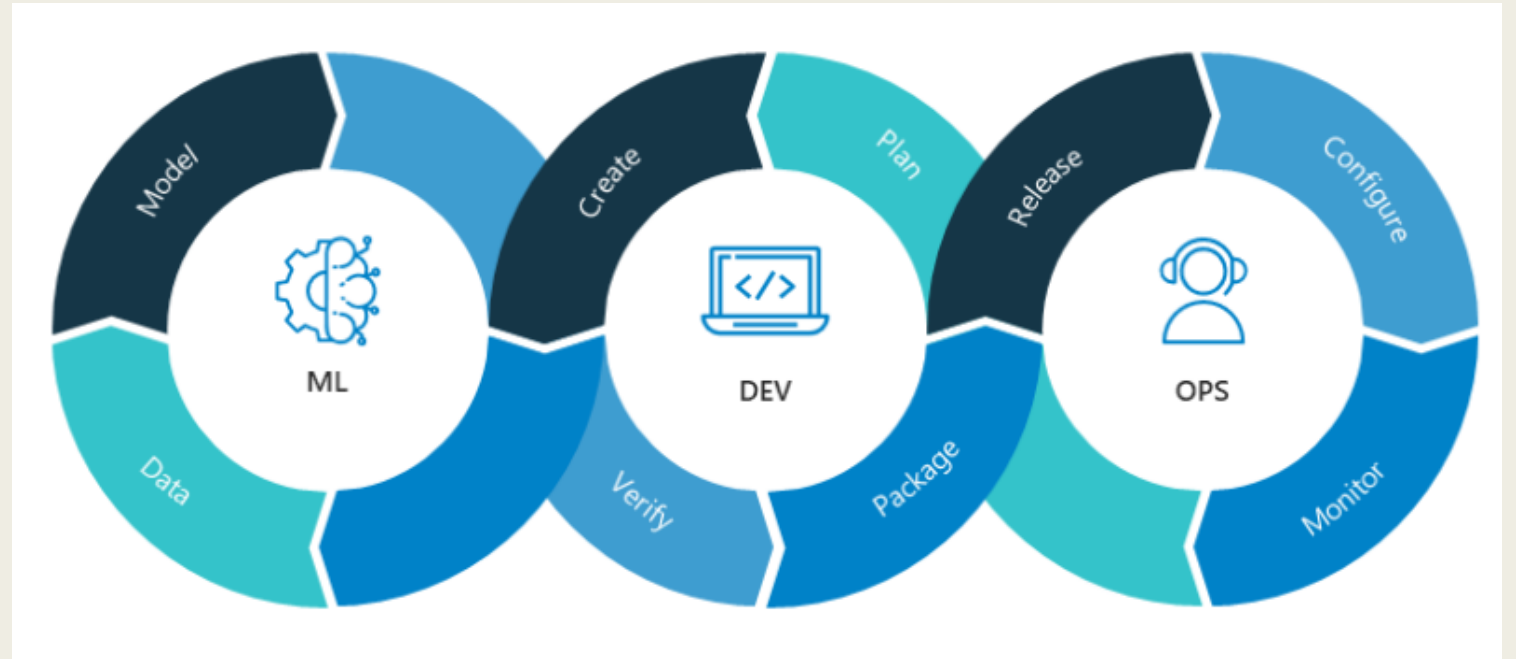 Model
Data
ML
Create
Plan
Verify
Package
</>
DEV
Release
Configure
Monitor
OPS